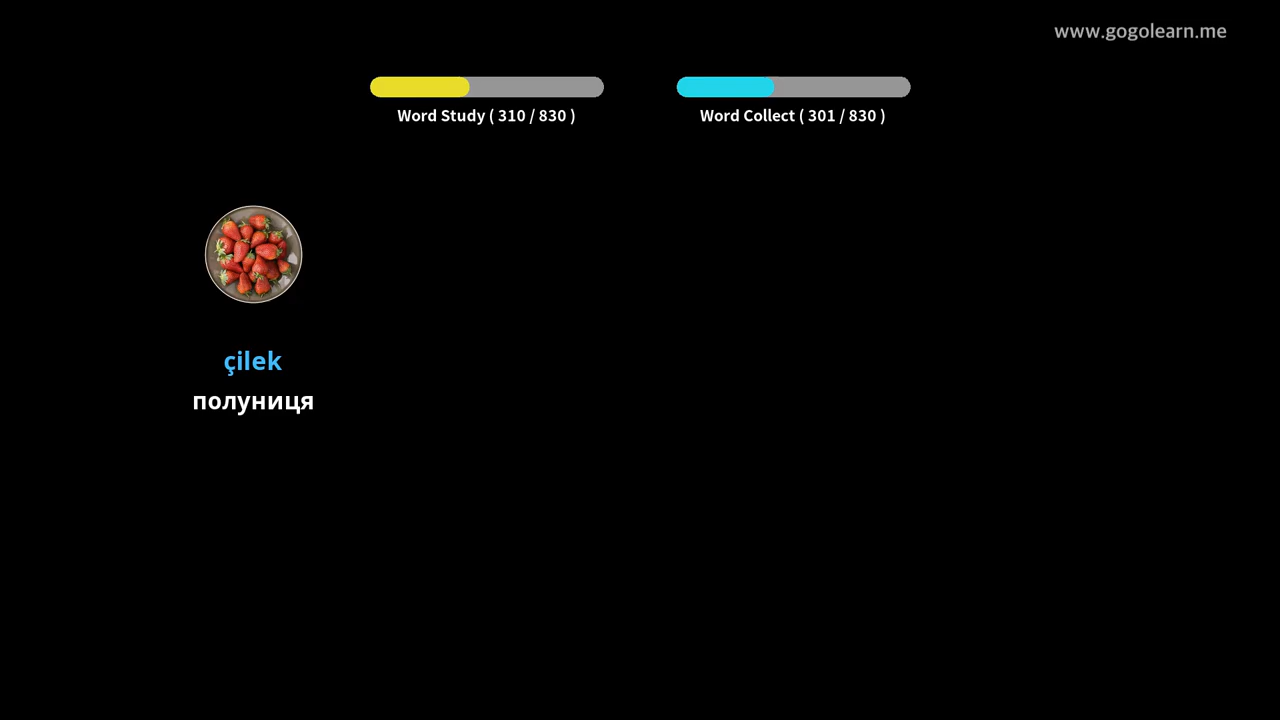 www.gogolearn.me
Word Study ( 310 / 830 )
Word Collect ( 301 / 830 )
çilek
полуниця